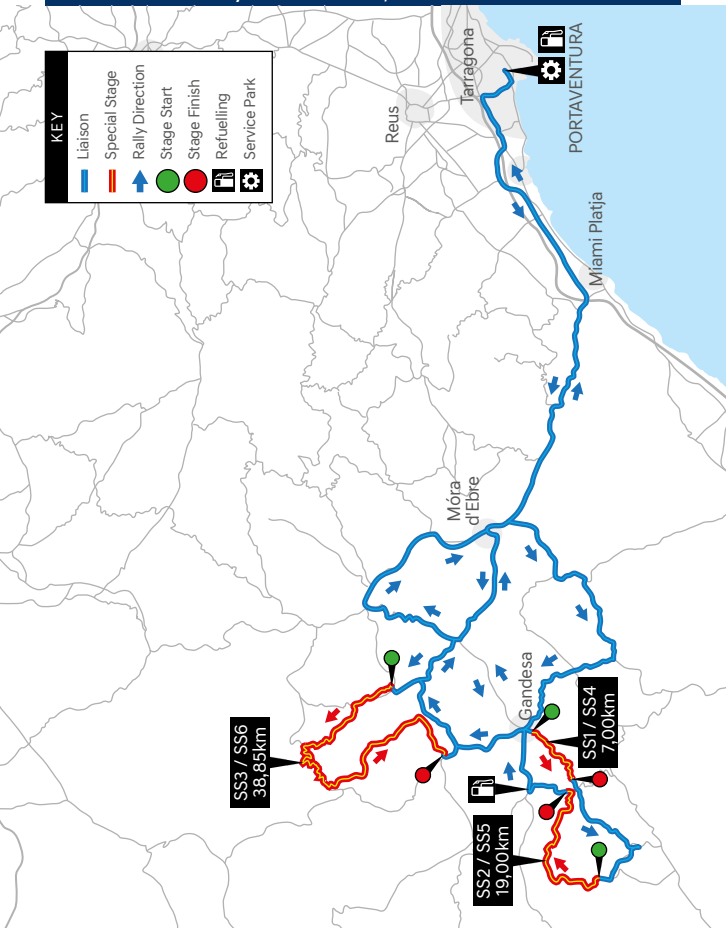 KEY
Liaison
Special Stage
Rally Direction
Stage Start
Stage Finish
Refuelling
Service Park
SS3 / SS6
38,85km
SS2 / SS5
19,00km
SS1 / SS4
7,00km
Gandesa
Móra
d'Ebre
Reus
Tarragona
Miami Platja
PORTAVENTURA